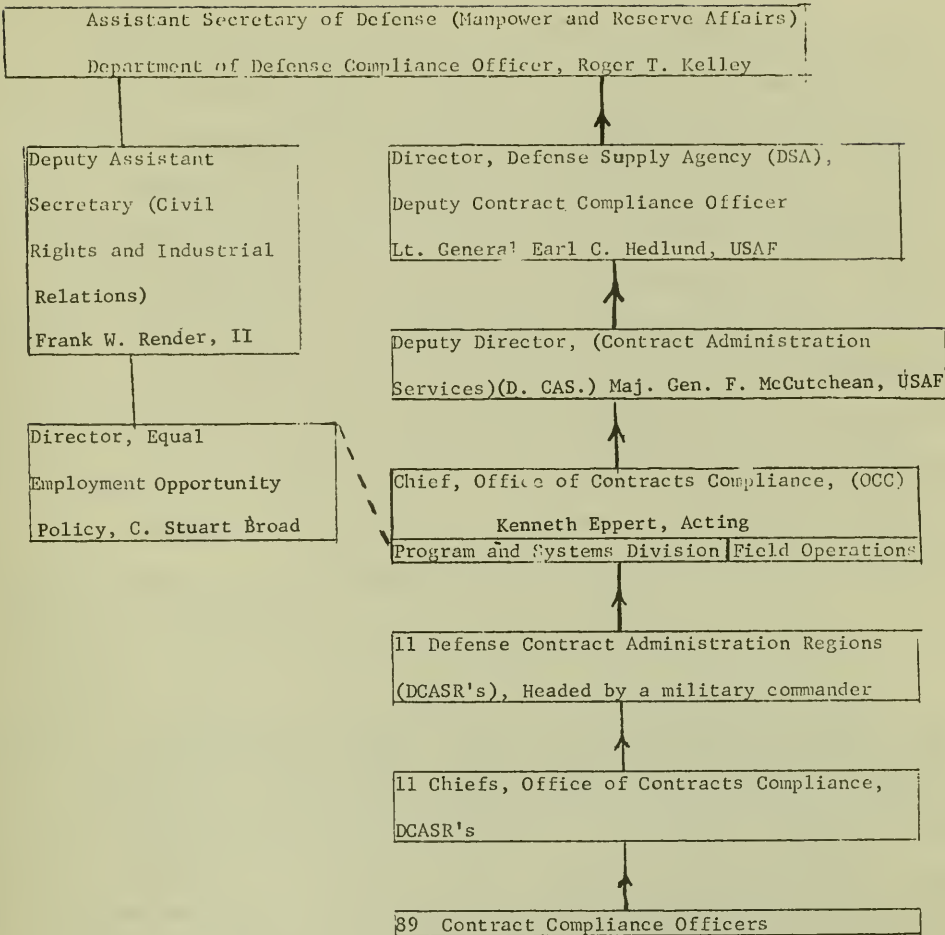 Assistant Secretary of Defense (Manpower and Reserve Affairs)
Department of Defense Compliance Officer, Roger T. Kelley
Deputy Assistant
Secretary (Civil
Rights and Industrial
Relations)
Frank W. Render, II
Director, Defense Supply Agency (DSA),
Deputy Contract Compliance Officer
Lt. General Earl C. Hedlund, USAF
Deputy Director, (Contract Administration
Services)(D. CAS.) Maj. Gen. F. McCutchean, USAF
Director, Equal
Employment Opportunity
Policy, C. Stuart Broad
Chief, Office of Contracts Compliance, (OCC)
Kenneth Eppert, Acting
Program and Systems Division Field Operations
11 Defense Contract Administration Regions
(DCASR's), Headed by a military commander
11 Chiefs, Office of Contracts Compliance,
DCASR's
89 Contract Compliance Officers